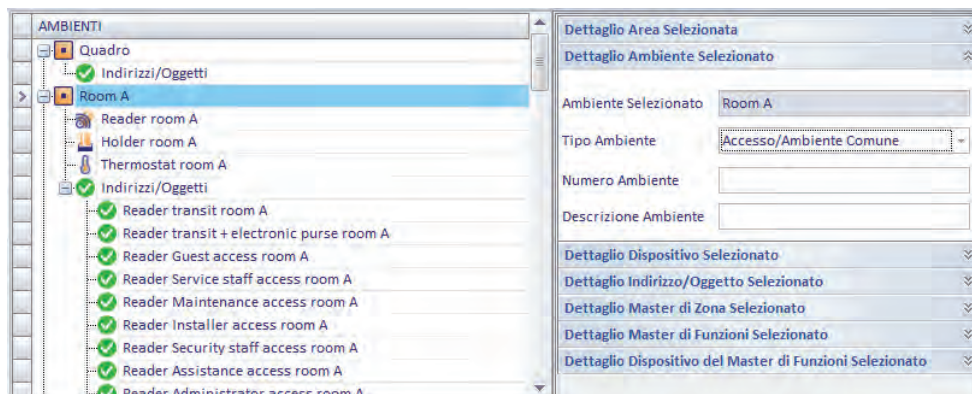 AMBIENTI
Quadro
Indirizzi/Oggetti
Room A
Reader room A
Holder room A
Thermostat room A
Indirizzi/Oggetti
Reader transit room A
Reader transit + electronic purse room A
Reader Guest access room A
Reader Service staff access room A
Reader Maintenance access room A
Reader Installer access room A
Reader Security staff access room A
Reader Assistance access room A
Reader Administrator access room A
Dettaglio Area Selezionata
Dettaglio Ambiente Selezionato
Ambiente Selezionato Room A
Tipo Ambiente Accesso/Ambiente Comune
Numero Ambiente
Descrizione Ambiente
Dettaglio Dispositivo Selezionato
Dettaglio Indirizzo/Oggetto Selezionato
Dettaglio Master di Zona Selezionato
Dettaglio Master di Funzioni Selezionato
Dettaglio Dispositivo del Master di Funzioni Selezionato